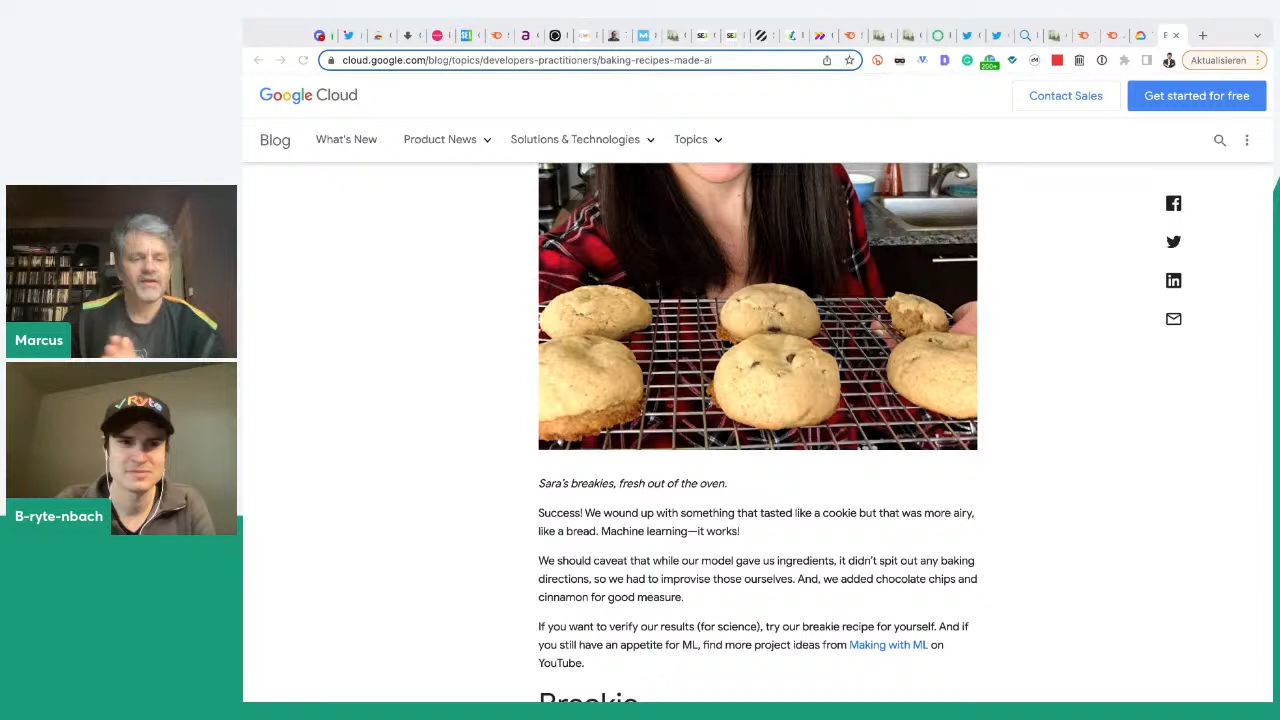 cloud.google.com/blog/topics/developers-practitioners/baking-recipes-made-ai
200+
Aktualisieren
Google Cloud
Contact Sales
Get started for free
Blog
What's New
Product News
Solutions & Technologies
Topics
Marcus
Ryte
B-ryte-nbach
Sara's breakies, fresh out of the oven.
Success! We wound up with something that tasted like a cookie but that was more airy,
like a bread. Machine learning—it works!
We should caveat that while our model gave us ingredients, it didn't spit out any baking
directions, so we had to improvise those ourselves. And, we added chocolate chips and
cinnamon for good measure.
If you want to verify our results (for science), try our breakie recipe for yourself. And if
you still have an appetite for ML, find more project ideas from Making with ML on
YouTube.
Breakie